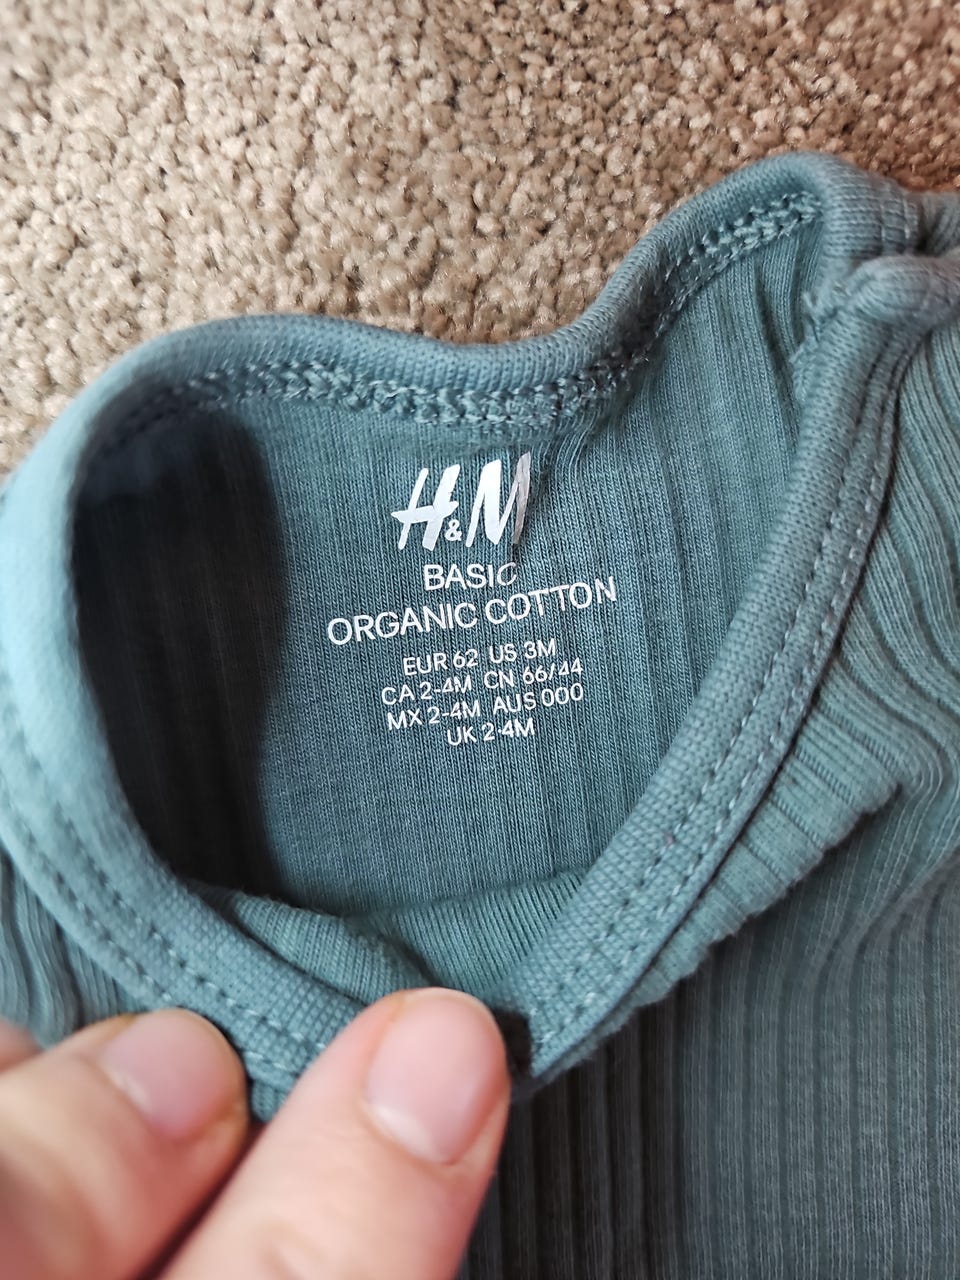 H&M
BASIC
ORGANIC COTTON
EUR 62 US 3M
CA 2-4M CN 66/44
MX 2-4M AUS 000
UK 2-4M